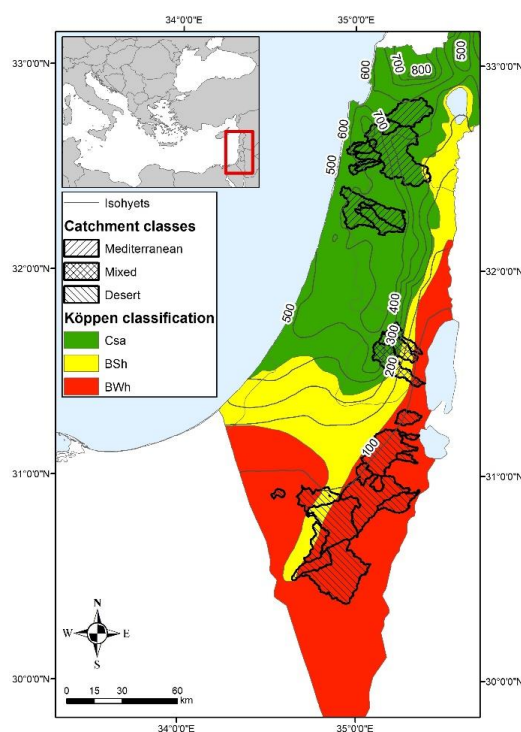 34°0'0"E
35°0'0"E
33°0'0"N
33°0'0"N
500
700
600
800
700
600
500
Isohyets
Catchment classes
Mediterranean
Mixed
Desert
Köppen classification
Csa
BSh
BWh
32°0'0"N
32°0'0"N
500
400
300
200
100
31°0'0"N
31°0'0"N
N
W
E
S
0 15 30 60
km
30°0'0"N
30°0'0"N
34°0'0"E
35°0'0"E